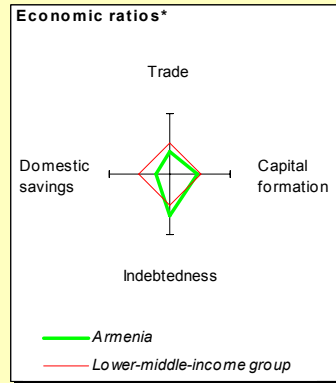 Economic ratios*
Trade
Domestic
savings
Capital
formation
Indebtedness
Armenia
Lower-middle-income group